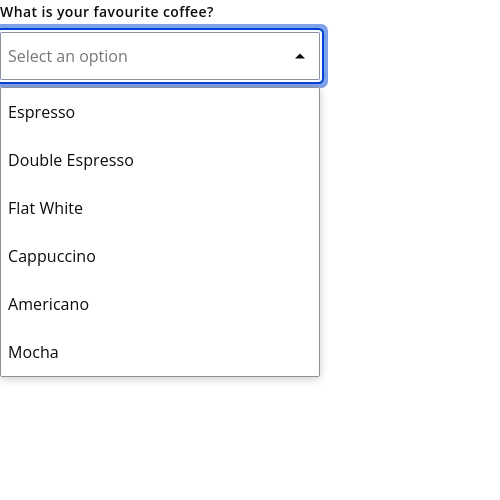 What is your favourite coffee?
Select an option
Espresso
Double Espresso
Flat White
Cappuccino
Americano
Mocha